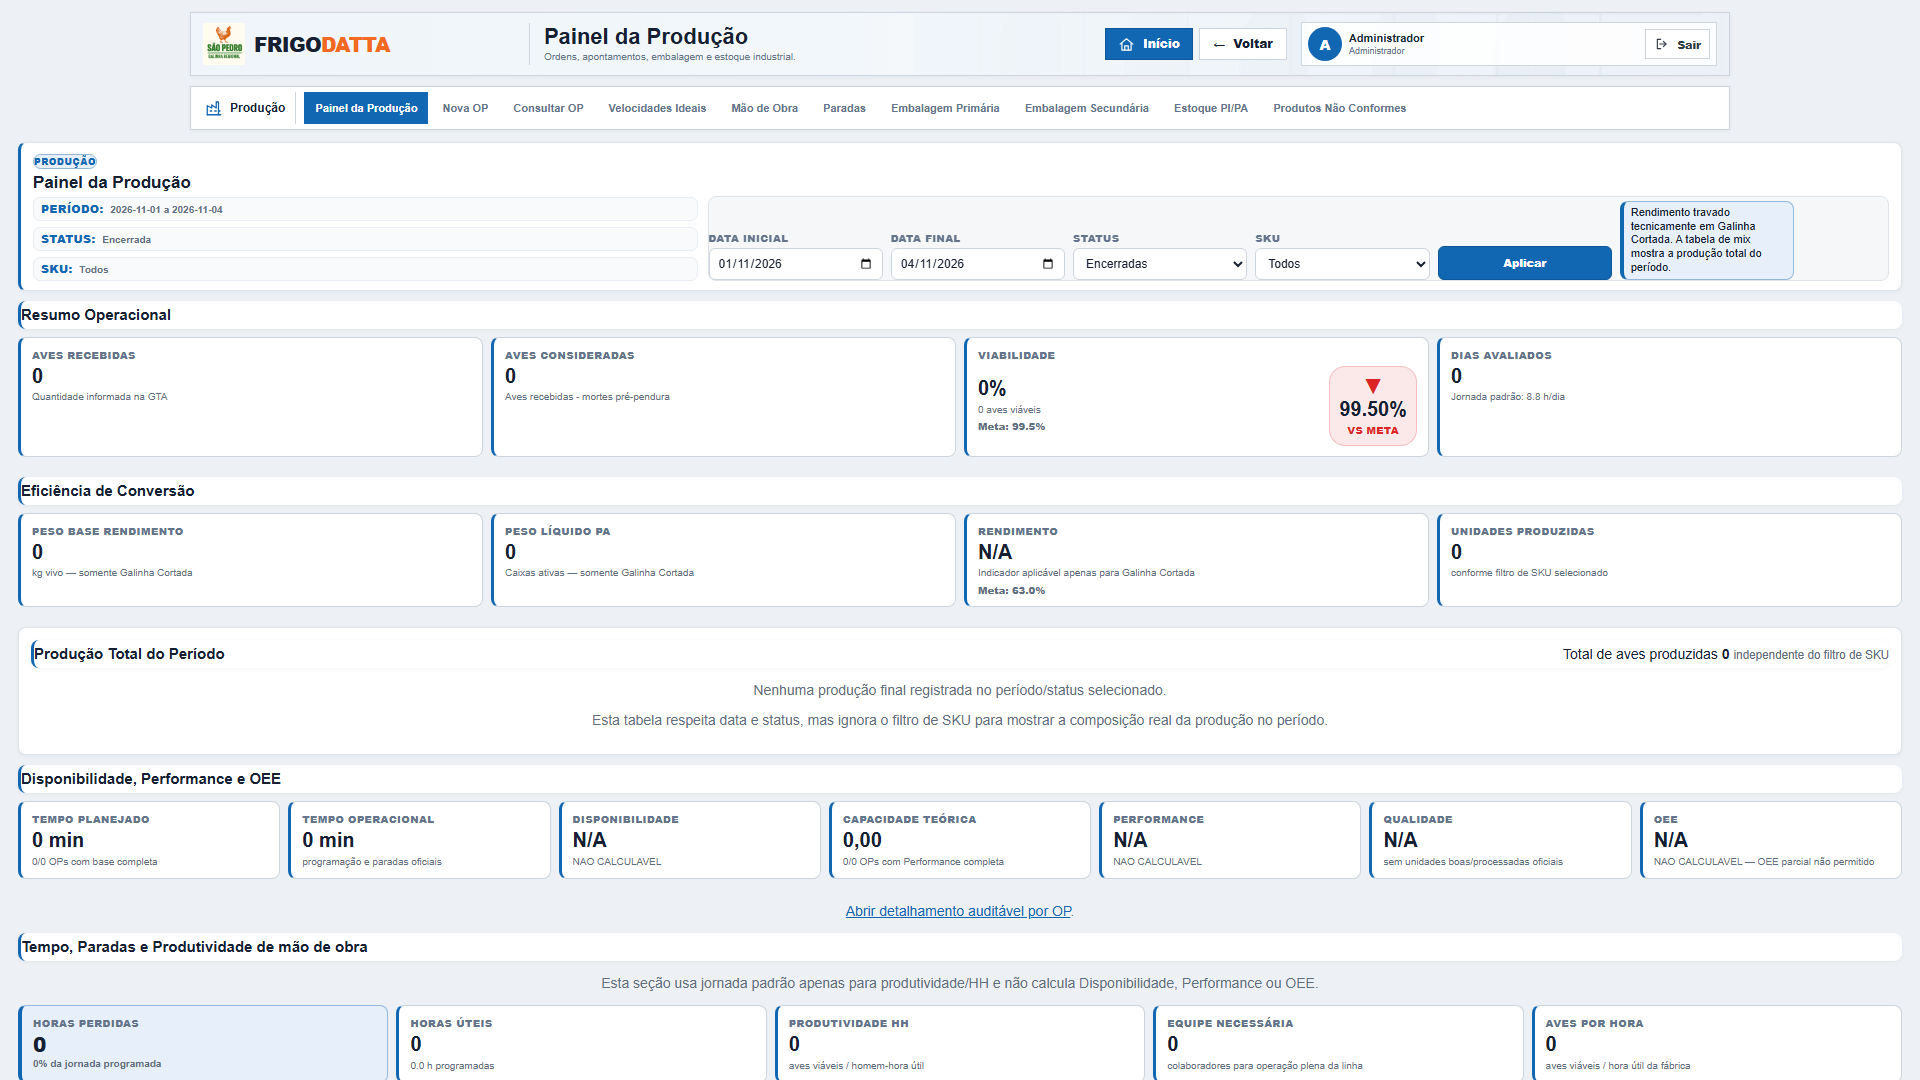 SÃO PEDRO
FRIGODATTA
Painel da Produção
Ordens, apontamentos, embalagem e estoque industrial.
Início
← Voltar
A
Administrador
Administrador
Sair
Produção
Painel da Produção
Nova OP
Consultar OP
Velocidades Ideais
Mão de Obra
Paradas
Embalagem Primária
Embalagem Secundária
Estoque PI/PA
Produtos Não Conformes
PRODUÇÃO
Painel da Produção
PERÍODO: 2026-11-01 a 2026-11-04
STATUS: Encerrada
SKU: Todos
DATA INICIAL
01/11/2026
DATA FINAL
04/11/2026
STATUS
Encerradas
SKU
Todos
Aplicar
Rendimento travado
tecnicamente em Galinha
Cortada. A tabela de mix
mostra a produção total do
período.
Resumo Operacional
AVES RECEBIDAS
0
Quantidade informada na GTA
AVES CONSIDERADAS
0
Aves recebidas - mortes pré-pendura
VIABILIDADE
0%
0 aves viáveis
Meta: 99.5%
▼
99.50%
VS META
DIAS AVALIADOS
0
Jornada padrão: 8.8 h/dia
Eficiência de Conversão
PESO BASE RENDIMENTO
0
kg vivo — somente Galinha Cortada
PESO LÍQUIDO PA
0
Caixas ativas — somente Galinha Cortada
RENDIMENTO
N/A
Indicador aplicável apenas para Galinha Cortada
Meta: 63.0%
UNIDADES PRODUZIDAS
0
conforme filtro de SKU selecionado
Produção Total do Período
Total de aves produzidas 0 independente do filtro de SKU
Nenhuma produção final registrada no período/status selecionado.
Esta tabela respeita data e status, mas ignora o filtro de SKU para mostrar a composição real da produção no período.
Disponibilidade, Performance e OEE
TEMPO PLANEJADO
0 min
0/0 OPs com base completa
TEMPO OPERACIONAL
0 min
programação e paradas oficiais
DISPONIBILIDADE
N/A
NAO CALCULAVEL
CAPACIDADE TEÓRICA
0,00
0/0 OPs com Performance completa
PERFORMANCE
N/A
NAO CALCULAVEL
QUALIDADE
N/A
sem unidades boas/processadas oficiais
OEE
N/A
NAO CALCULAVEL — OEE parcial não permitido
Abrir detalhamento auditável por OP.
Tempo, Paradas e Produtividade de mão de obra
Esta seção usa jornada padrão apenas para produtividade/HH e não calcula Disponibilidade, Performance ou OEE.
HORAS PERDIDAS
0
0% da jornada programada
HORAS ÚTEIS
0
0.0 h programadas
PRODUTIVIDADE HH
0
aves viáveis / homem-hora útil
EQUIPE NECESSÁRIA
0
colaboradores para operação plena da linha
AVES POR HORA
0
aves viáveis / hora útil da fábrica